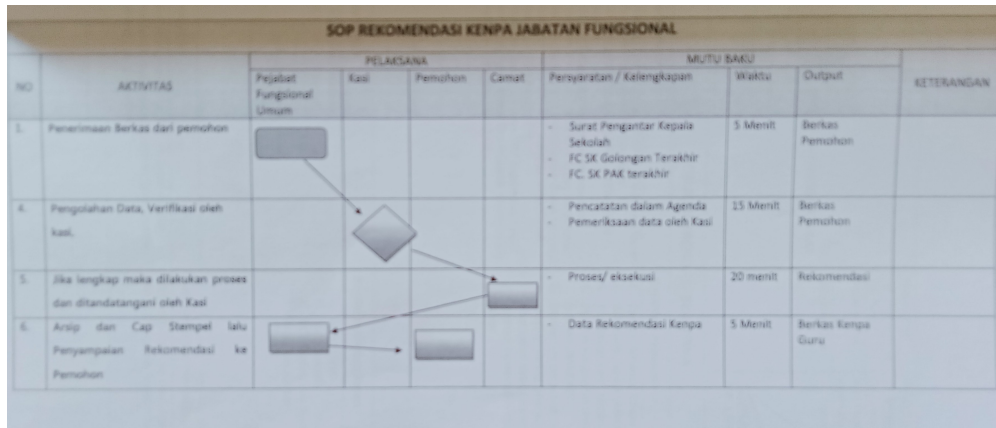 SOP REKOMENDASI KENPA JABATAN FUNGSIONAL
NO
AKTIVITAS
PELAKSANA
MUTU BAKU
KETERANGAN
Pejabat
Fungsional
Umum
Kasi
Pemohon
Camat
Persyaratan / Kelengkapan
Waktu
Output
1.
Penerimaan Berkas dari pemohon
- Surat Pengantar Kepala
Sekolah
- FC SK Golongan Terakhir
- FC. SK PAK terakhir
5 Menit
Berkas
Pemohon
4.
Pengolahan Data, Verifikasi oleh
kasi.
- Pencatatan dalam Agenda
- Pemeriksaan data oleh Kasi
15 Menit
Berkas
Pemohon
5.
Jika lengkap maka dilakukan proses
dan ditandatangani oleh Kasi
- Proses/ eksekusi
20 menit
Rekomendasi
6.
Arsip dan Cap Stempel lalu
Penyampaian Rekomendasi ke
Pemohon
- Data Rekomendasi Kenpa
5 Menit
Berkas Kenpa
Guru